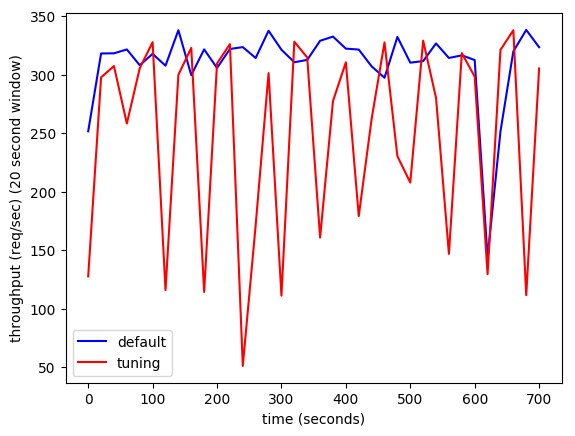 throughput (req/sec) (20 second window)
350
300
250
200
150
100
50
default
tuning
0 100 200 300 400 500 600 700
time (seconds)